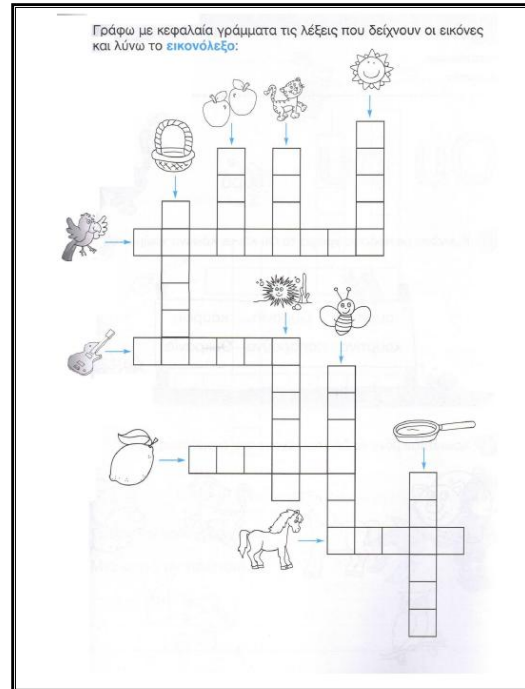 Γράφω με κεφαλαία γράμματα τις λέξεις που δείχνουν οι εικόνες
και λύνω το εικονόλεξο: